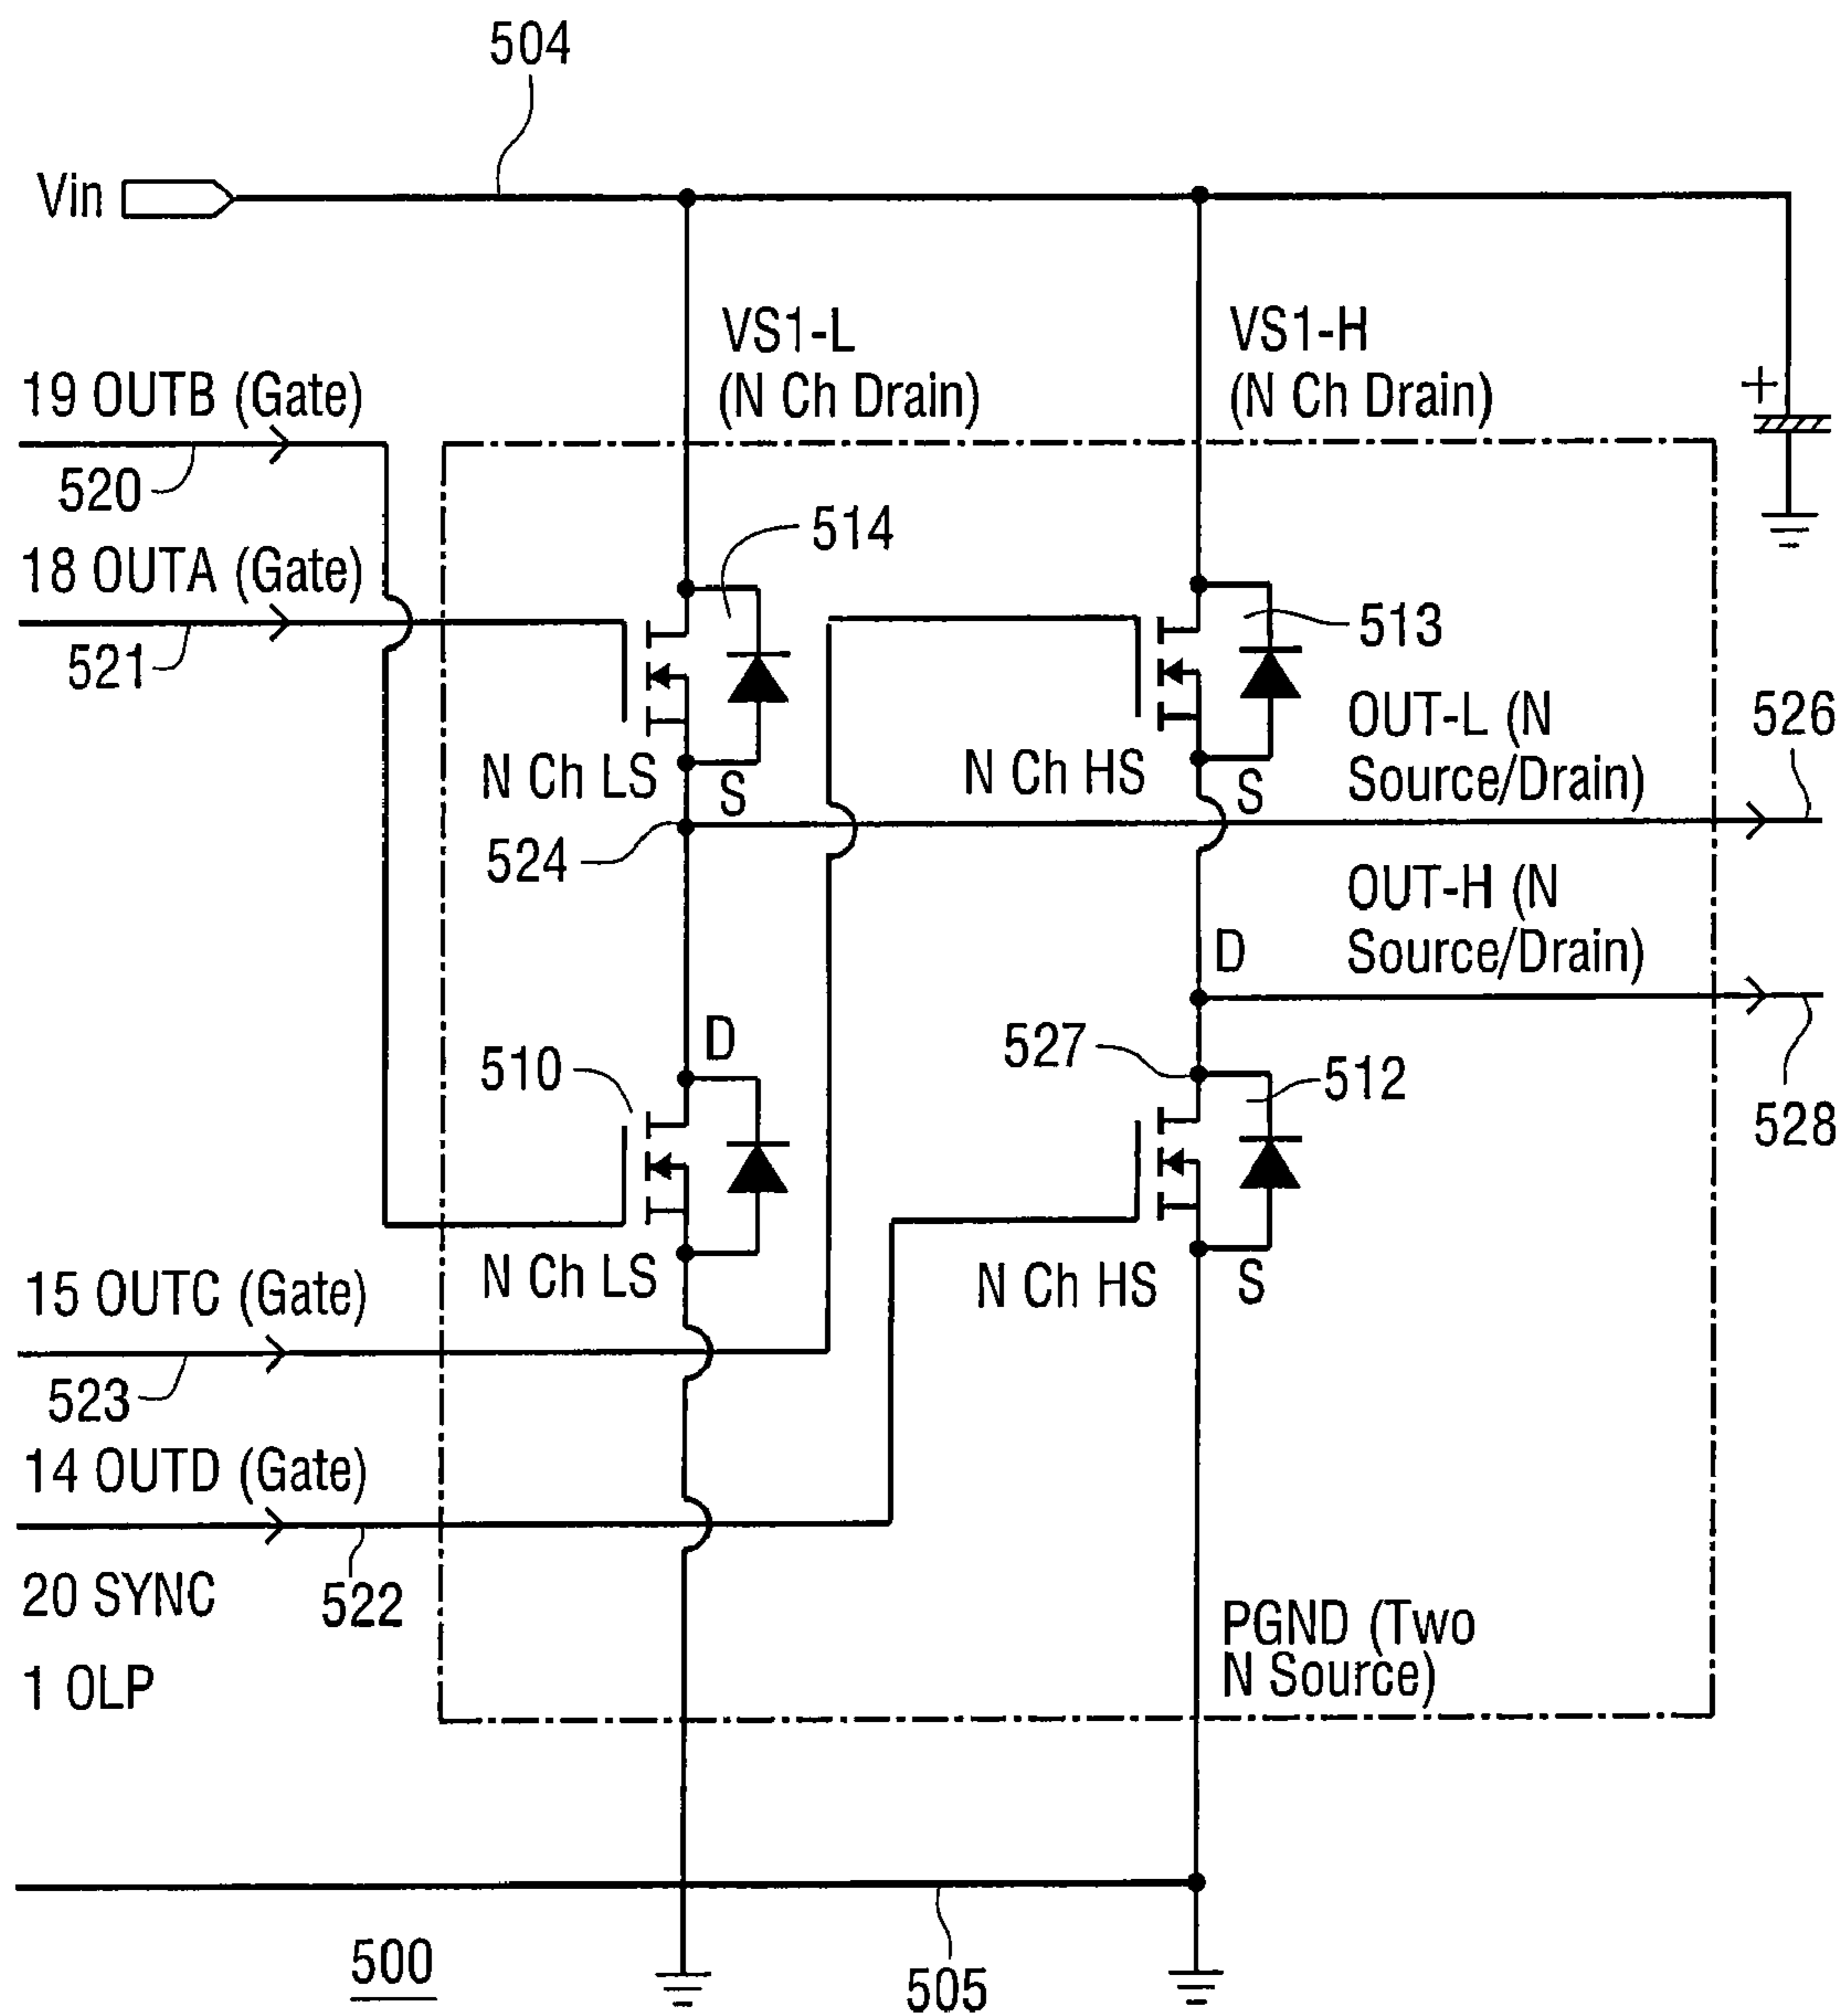 504
Vin
VS1-L
(N Ch Drain)
VS1-H
(N Ch Drain)
+
19 OUTB (Gate)
520
514
18 OUTA (Gate)
521
513
OUT-L (N
Source/Drain)
526
N Ch LS
S
N Ch HS
S
524
OUT-H (N
Source/Drain)
D
528
510
D
527
512
N Ch LS
N Ch HS
S
15 OUTC (Gate)
523
14 OUTD (Gate)
522
20 SYNC
1 OLP
PGND (Two
N Source)
500
505